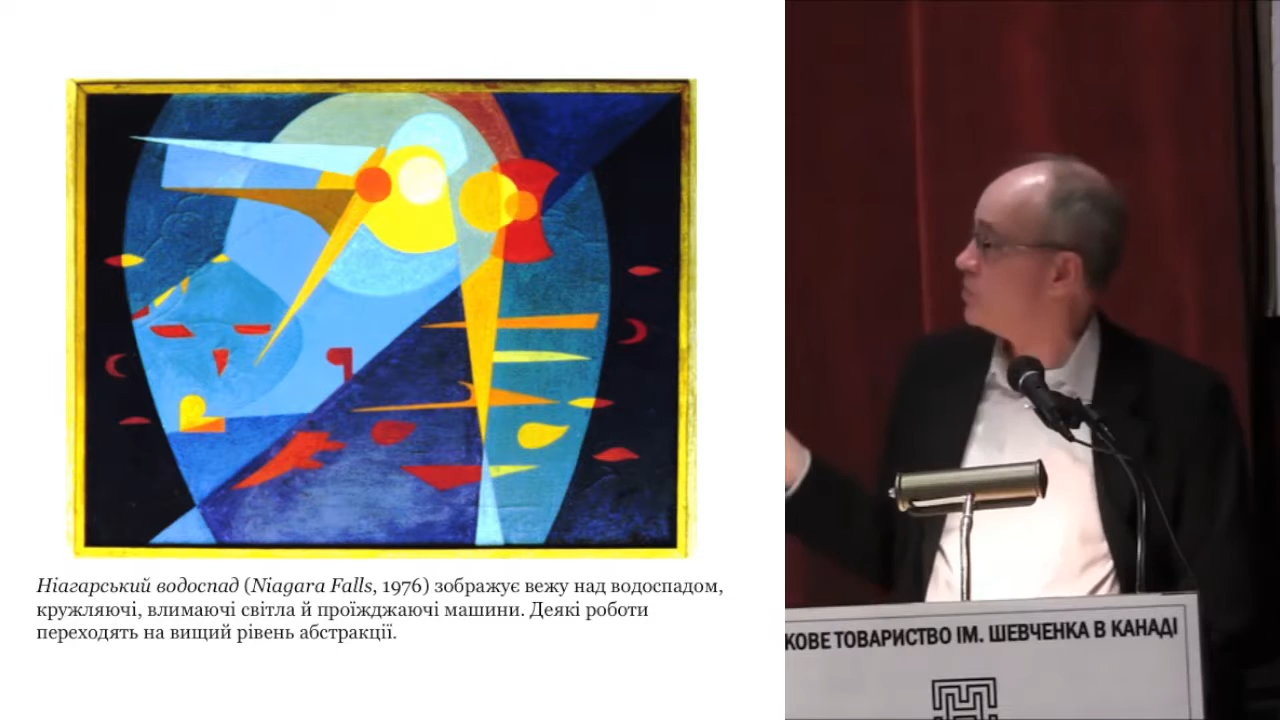 Ніагарський водоспад (Niagara Falls, 1976) зображує вежу над водоспадом,
кружляючі, влимаючі світла й проїжджаючі машини. Деякі роботи
переходять на вищий рівень абстракції.
КОВЕ ТОВАРИСТВО ІМ. ШЕВЧЕНКА В КАНАДІ